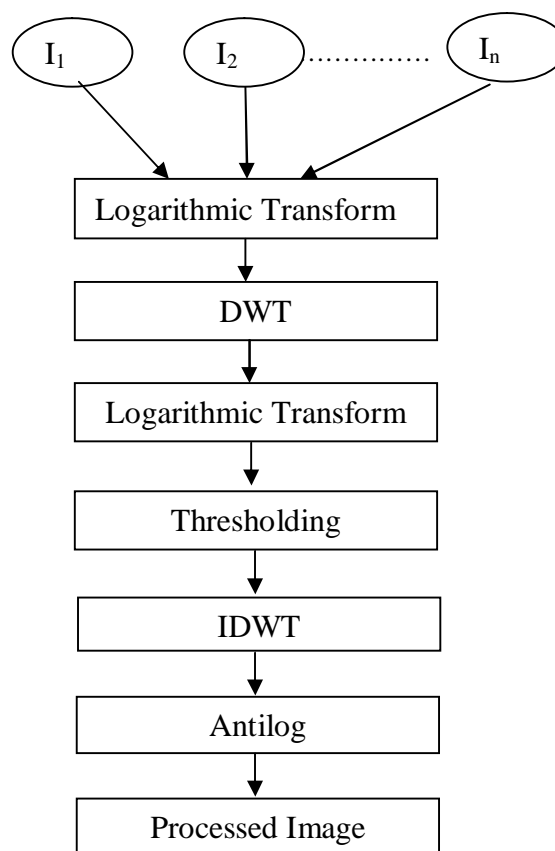 I1 I2 ............... In
Logarithmic Transform
DWT
Logarithmic Transform
Thresholding
IDWT
Antilog
Processed Image